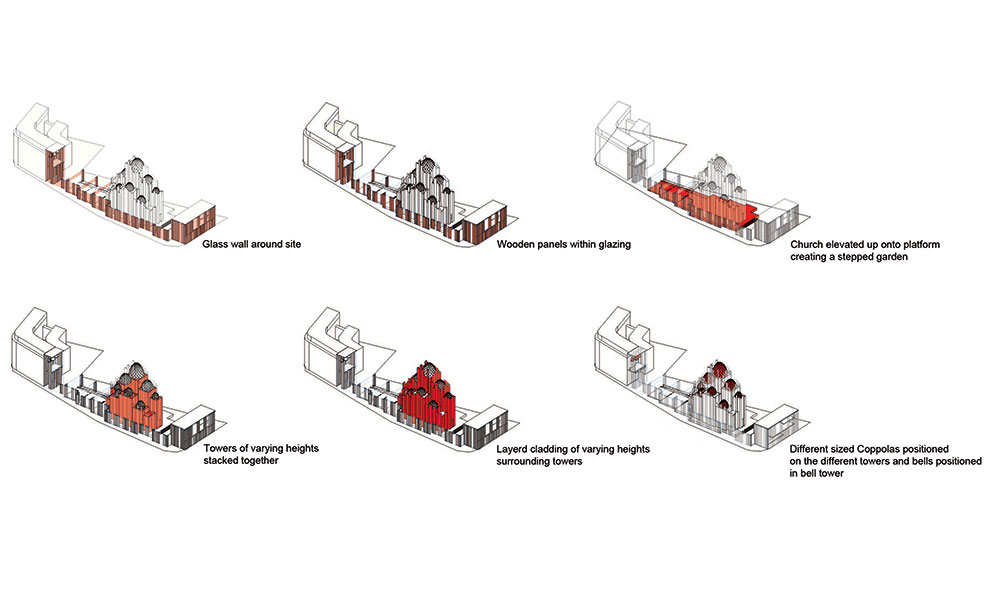 Glass wall around site
Wooden panels within glazing
Church elevated up onto platform
creating a stepped garden
Towers of varying heights
stacked together
Layerd cladding of varying heights
surrounding towers
Different sized Coppolas positioned
on the different towers and bells positioned
in bell tower